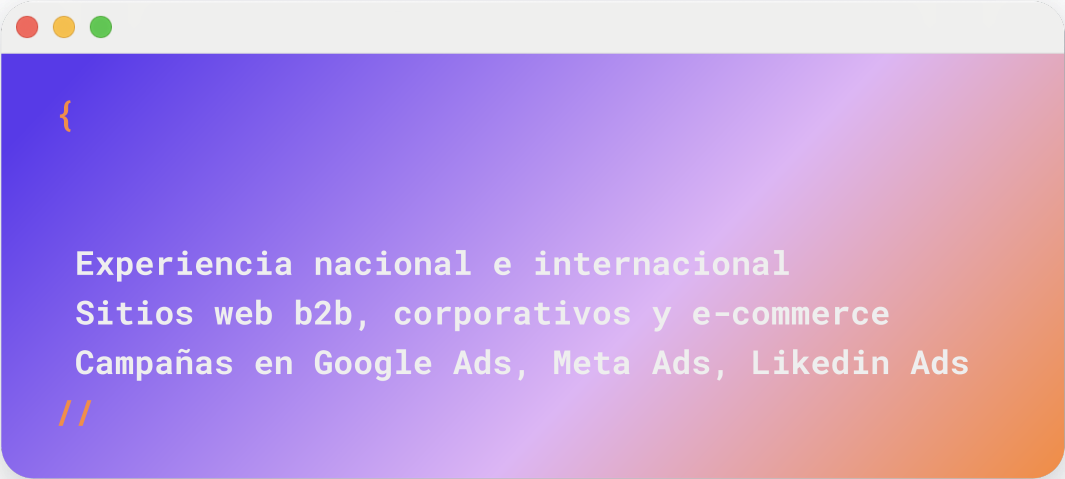 {
Experiencia nacional e internacional
Sitios web b2b, corporativos y e-commerce
Campañas en Google Ads, Meta Ads, Likedin Ads
//